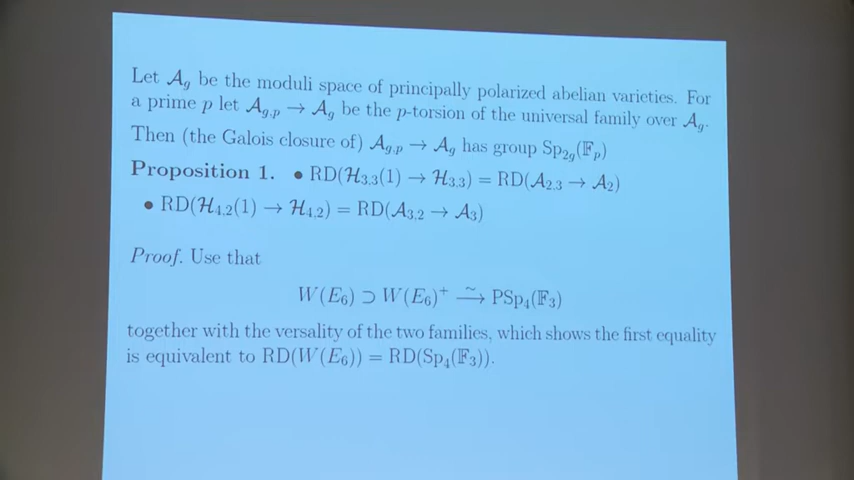 Let 𝒜_g be the moduli space of principally polarized abelian varieties. For
a prime p let 𝒜_{g,p} → 𝒜_g be the p-torsion of the universal family over 𝒜_g.
Then (the Galois closure of) 𝒜_{g,p} → 𝒜_g has group Sp_{2g}(𝔽_p)
Proposition 1. • RD(ℋ_{3,3}(1) → ℋ_{3,3}) = RD(𝒜_{2,3} → 𝒜_2)
• RD(ℋ_{4,2}(1) → ℋ_{4,2}) = RD(𝒜_{3,2} → 𝒜_3)
Proof. Use that
W(E_6) ⊃ W(E_6)^+ ⥲ PSp_4(𝔽_3)
together with the versality of the two families, which shows the first equality
is equivalent to RD(W(E_6)) = RD(Sp_4(𝔽_3)).